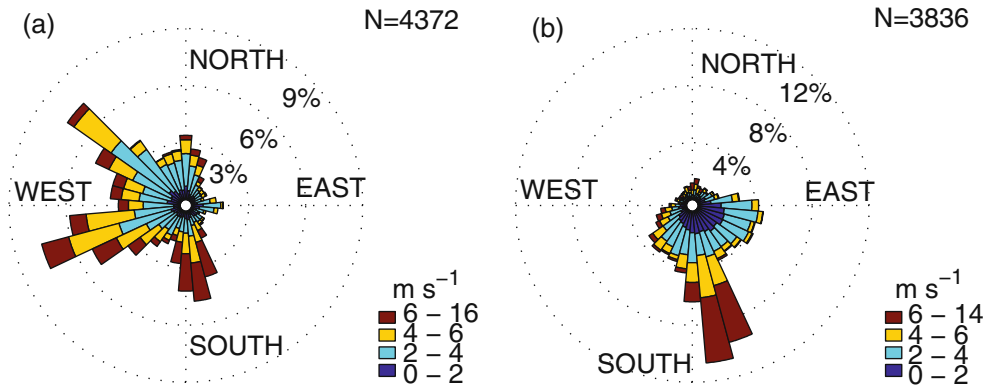 (a)
N=4372
NORTH
9%
6%
3%
WEST
EAST
SOUTH
m s⁻¹
6 – 16
4 – 6
2 – 4
0 – 2
(b)
N=3836
NORTH
12%
8%
4%
WEST
EAST
SOUTH
m s⁻¹
6 – 14
4 – 6
2 – 4
0 – 2